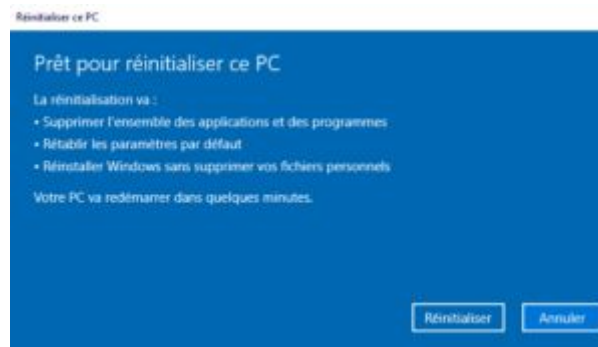 Réinitialiser ce PC
Prêt pour réinitialiser ce PC
La réinitialisation va :
• Supprimer l'ensemble des applications et des programmes
• Rétablir les paramètres par défaut
• Réinstaller Windows sans supprimer vos fichiers personnels
Votre PC va redémarrer dans quelques minutes.
Réinitialiser Annuler